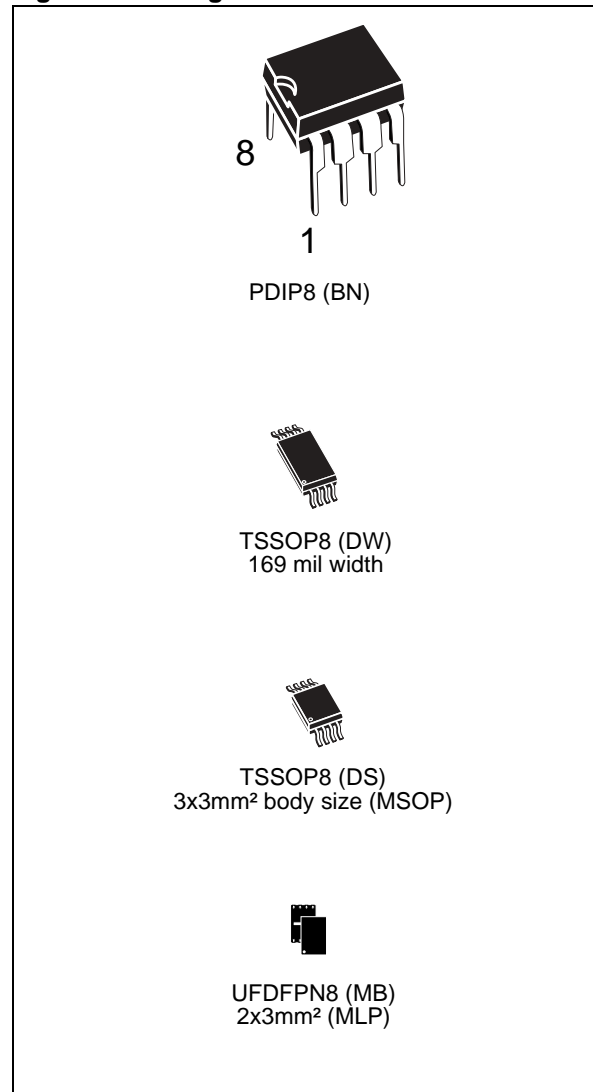 8
1
PDIP8 (BN)
TSSOP8 (DW)
169 mil width
TSSOP8 (DS)
3x3mm² body size (MSOP)
UFDFPN8 (MB)
2x3mm² (MLP)